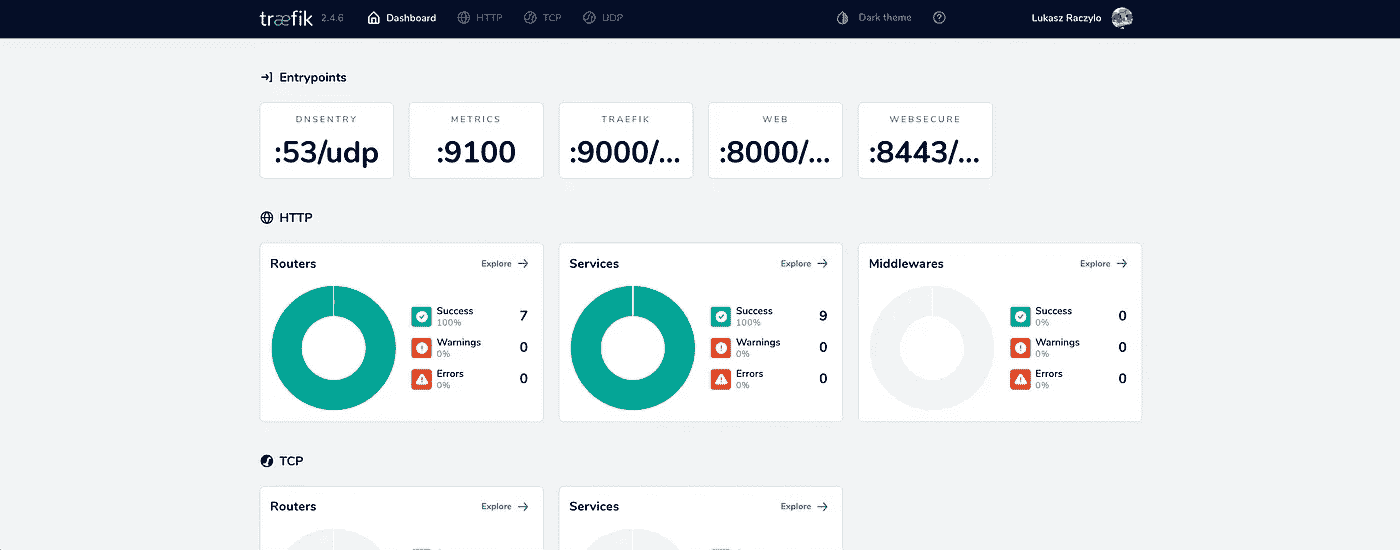 træfik 2.4.6 Dashboard HTTP TCP UDP Dark theme Lukasz Raczylo
Entrypoints
DNSENTRY METRICS TRAEFIK WEB WEBSECURE
:53/udp :9100 :9000/... :8000/... :8443/...
HTTP
Routers Explore
Success 7
100%
Warnings 0
0%
Errors 0
0%
Services Explore
Success 9
100%
Warnings 0
0%
Errors 0
0%
Middlewares Explore
Success 0
0%
Warnings 0
0%
Errors 0
0%
TCP
Routers Explore
Services Explore